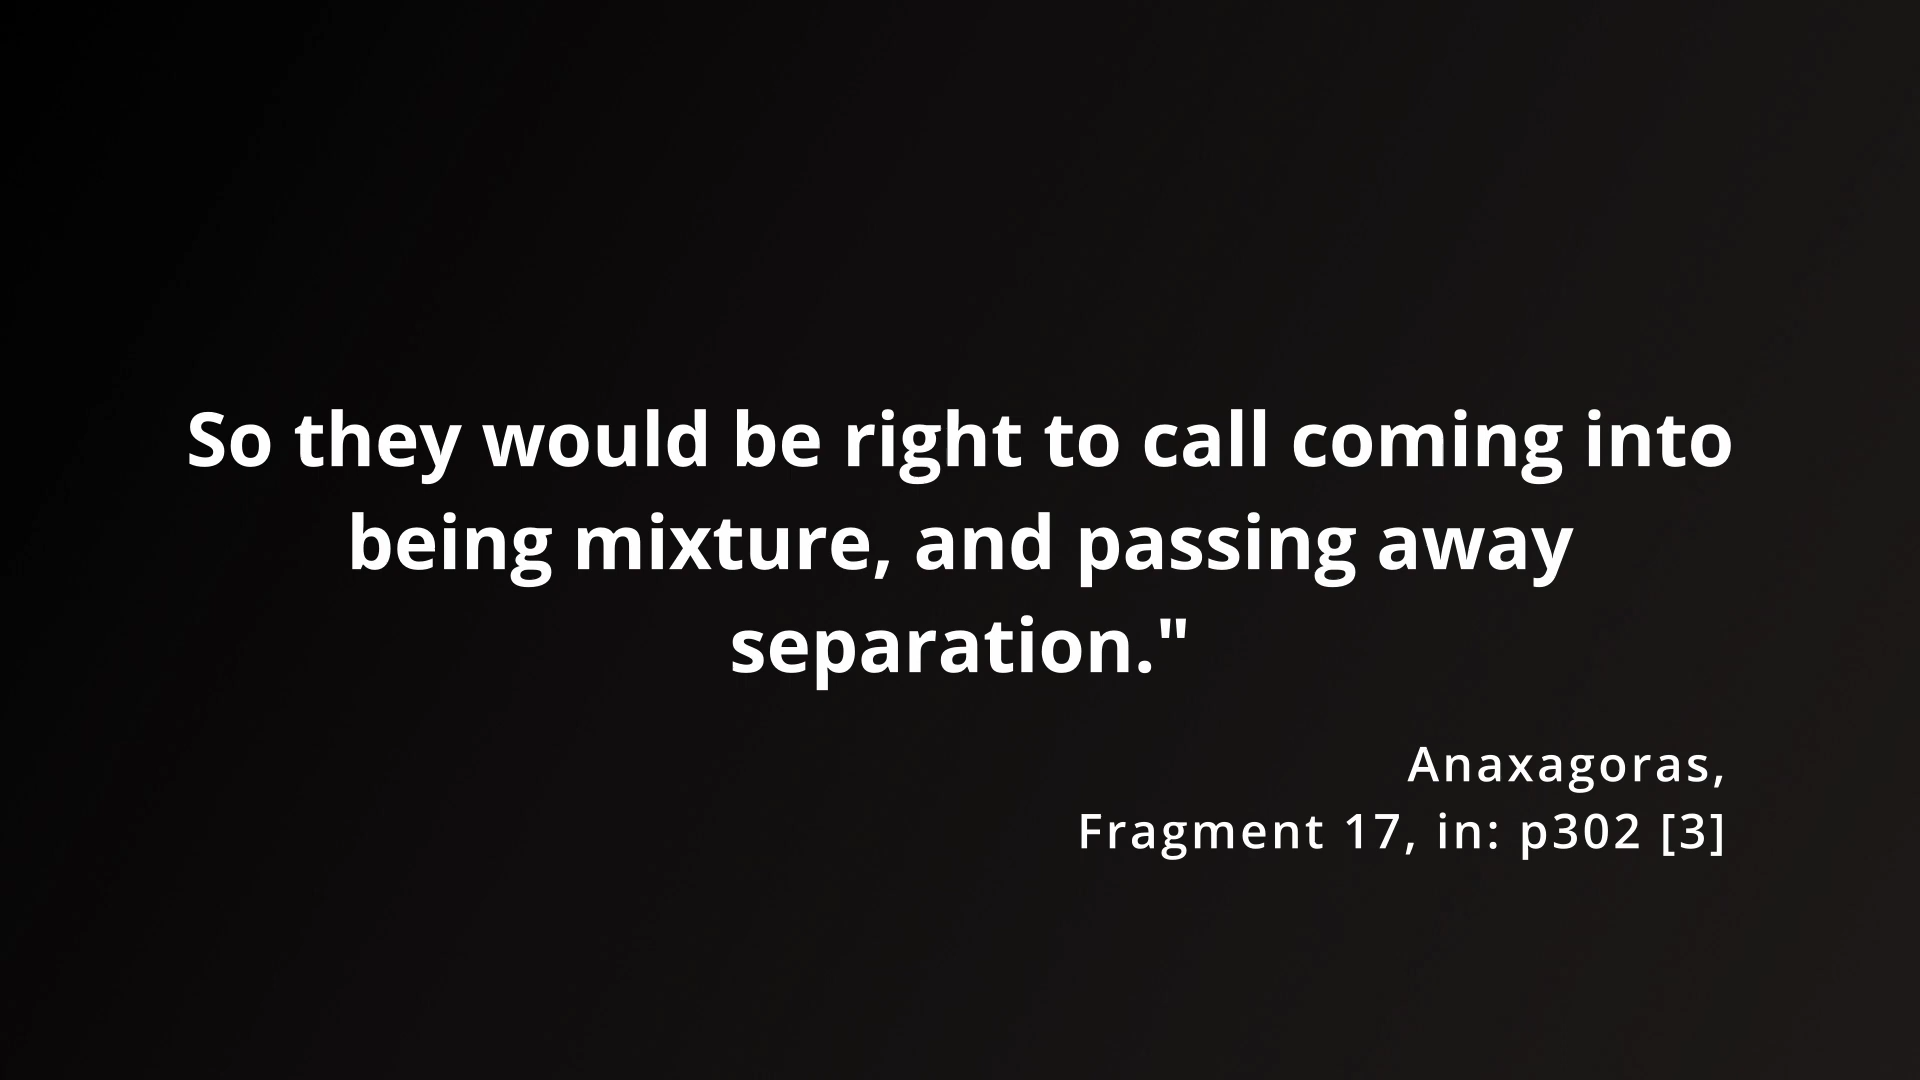 So they would be right to call coming into
being mixture, and passing away
separation."
Anaxagoras,
Fragment 17, in: p302 [3]